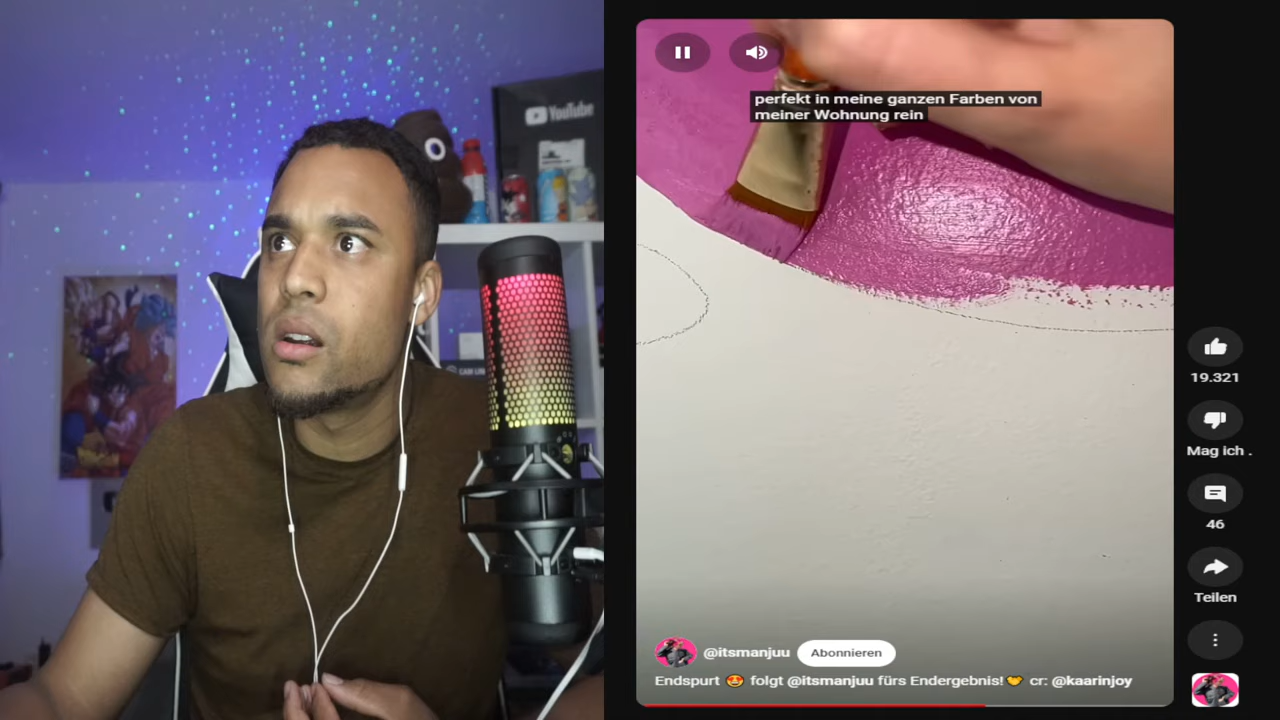 YouTube
perfekt in meine ganzen Farben von
meiner Wohnung rein
19.321
Mag ich .
46
Teilen
@itsmanjuu
Abonnieren
Endspurt 🤩 folgt @itsmanjuu fürs Endergebnis! cr: @kaarinjoy